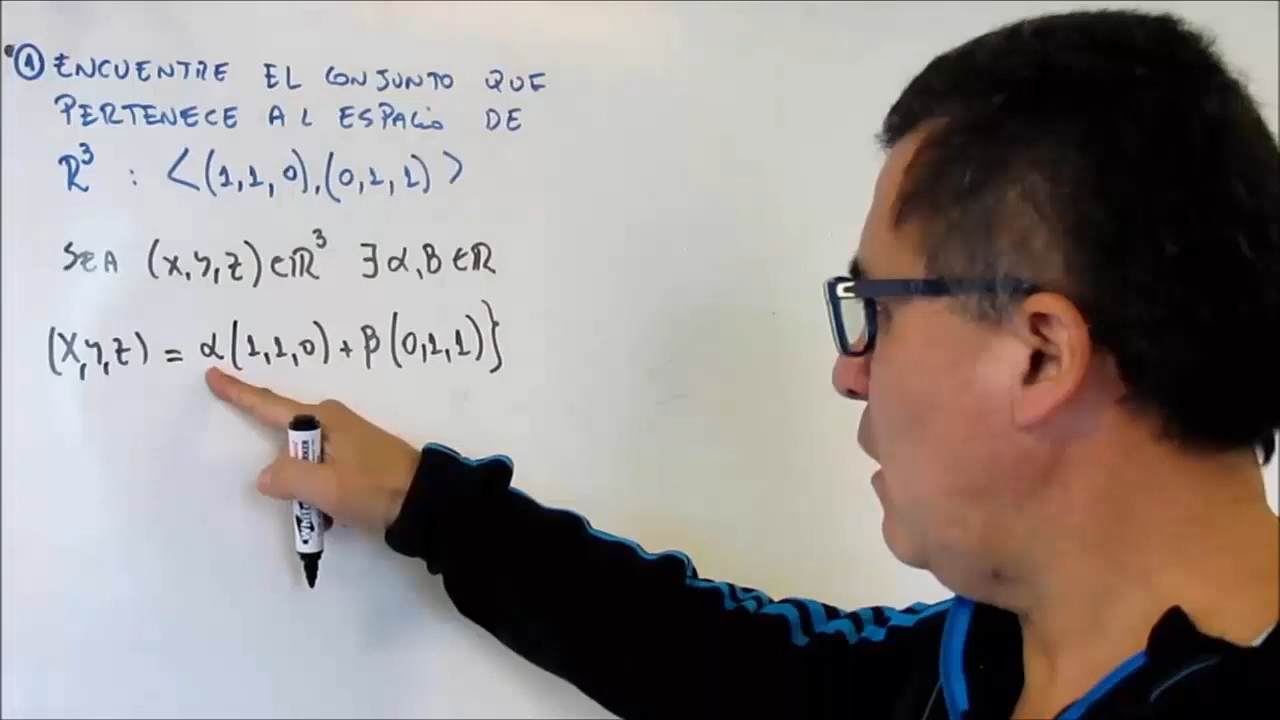 ① ENCUENTRE EL CONJUNTO QUE
PERTENECE AL ESPACIO DE
ℝ³ : <(1,1,0),(0,1,1)>
SEA (x,y,z) ∈ ℝ³ ∃ α,β ∈ ℝ
(x,y,z) = α(1,1,0) + β(0,1,1)}